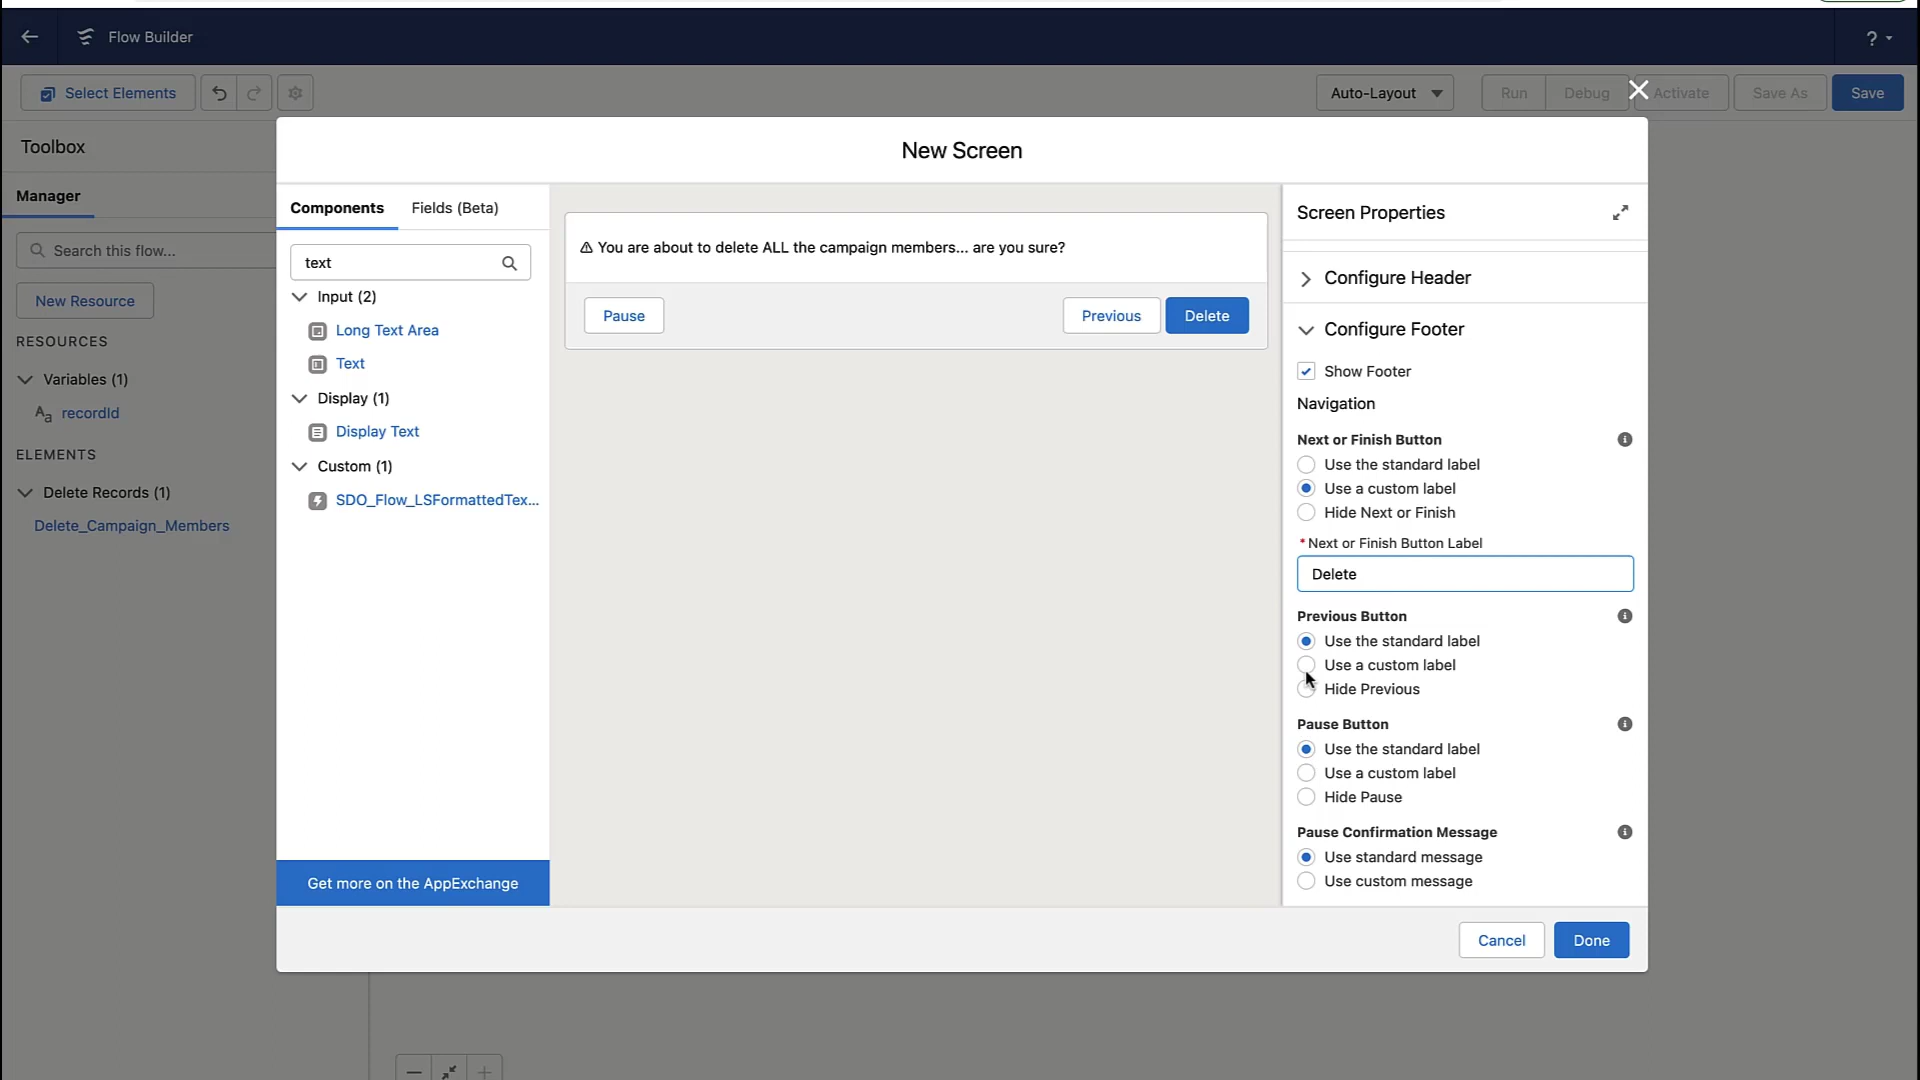 Flow Builder
?
Select Elements
Auto-Layout
Run
Debug
Activate
Save As
Save
Toolbox
Manager
Search this flow...
New Resource
RESOURCES
Variables (1)
Aa recordId
ELEMENTS
Delete Records (1)
Delete_Campaign_Members
New Screen
Components
Fields (Beta)
text
Input (2)
Long Text Area
Text
Display (1)
Display Text
Custom (1)
SDO_Flow_LSFormattedTex...
Get more on the AppExchange
⚠ You are about to delete ALL the campaign members... are you sure?
Pause
Previous
Delete
Screen Properties
Configure Header
Configure Footer
Show Footer
Navigation
Next or Finish Button
Use the standard label
Use a custom label
Hide Next or Finish
* Next or Finish Button Label
Delete
Previous Button
Use the standard label
Use a custom label
Hide Previous
Pause Button
Use the standard label
Use a custom label
Hide Pause
Pause Confirmation Message
Use standard message
Use custom message
Cancel
Done